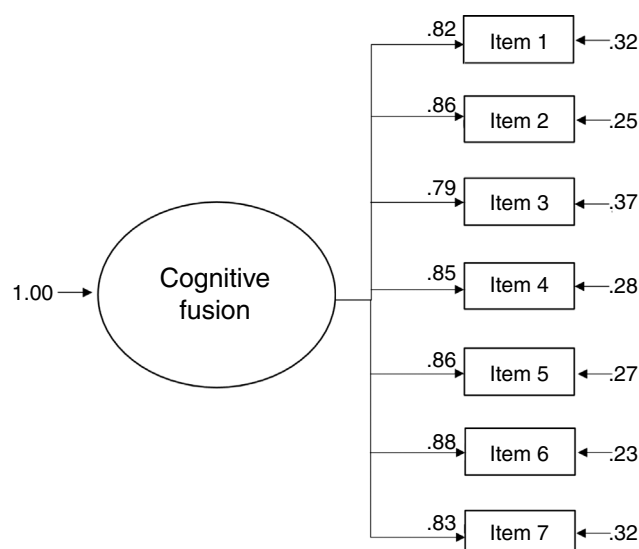 .82 Item 1 .32
.86 Item 2 .25
.79 Item 3 .37
Cognitive
fusion
1.00
.85 Item 4 .28
.86 Item 5 .27
.88 Item 6 .23
.83 Item 7 .32